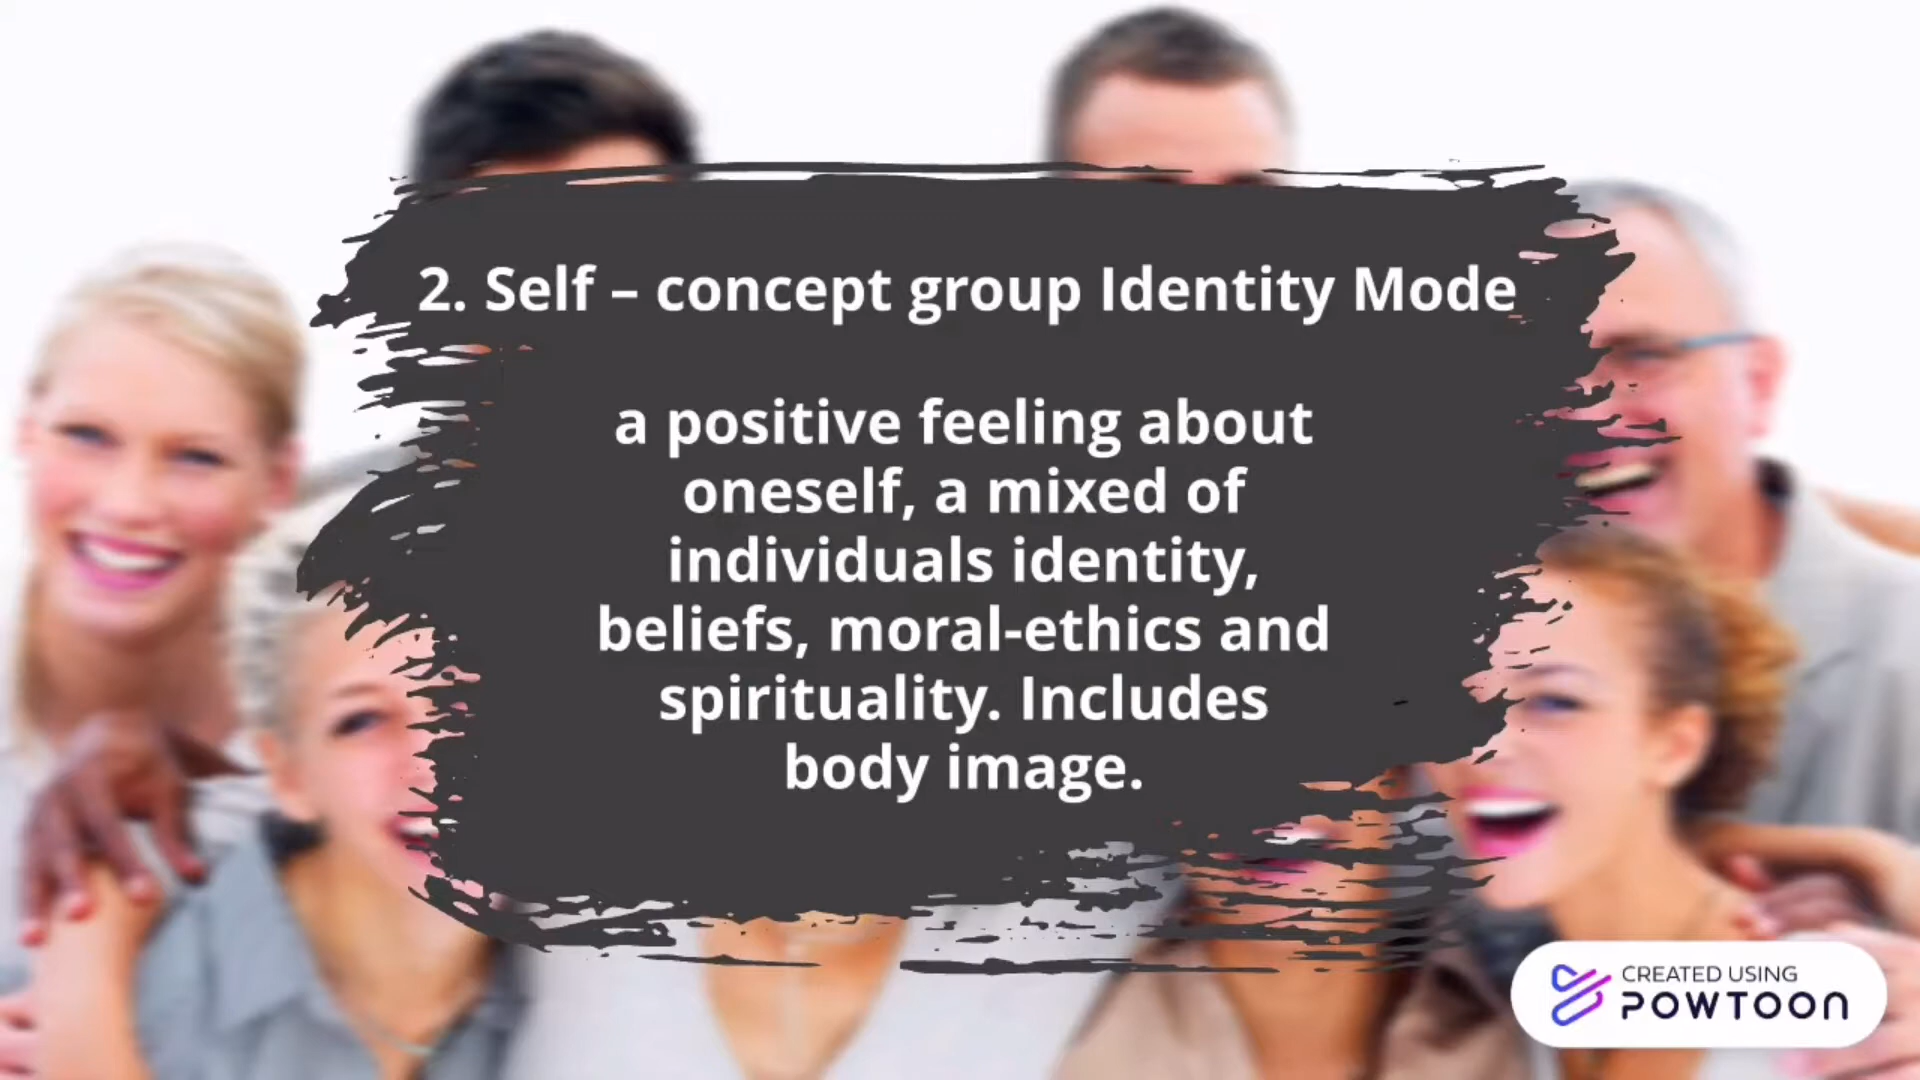 2. Self – concept group Identity Mode
a positive feeling about
oneself, a mixed of
individuals identity,
beliefs, moral-ethics and
spirituality. Includes
body image.
CREATED USING
POWTOON